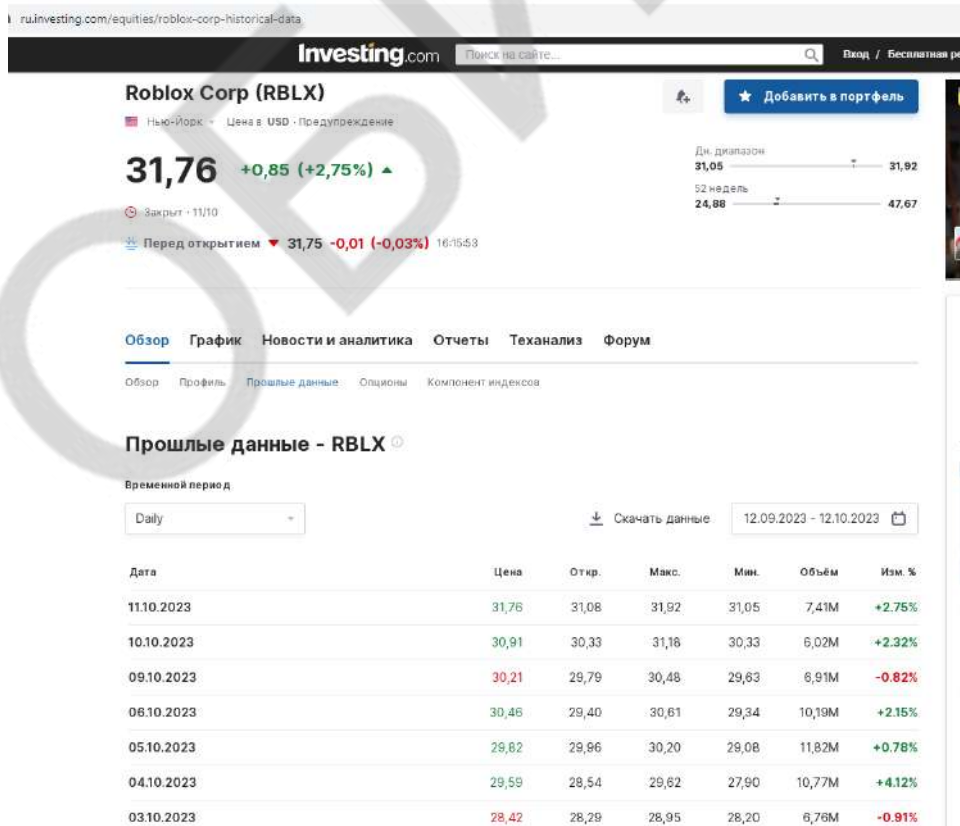 ru.investing.com/equities/roblox-corp-historical-data
Investing.com Поиск на сайте... Вход / Бесплатная ре
Roblox Corp (RBLX) Добавить в портфель
Нью-Йорк Цена в USD · Предупреждение
31,76 +0,85 (+2,75%)
Дн. диапазон
31,05 31,92
52 недель
24,88 47,67
Закрыт · 11/10
Перед открытием 31,75 -0,01 (-0,03%) 16:15:53
Обзор График Новости и аналитика Отчеты Теханализ Форум
Обзор Профиль Прошлые данные Опционы Компонент индексов
Прошлые данные - RBLX
Временной период
Daily Скачать данные 12.09.2023 - 12.10.2023
Дата Цена Откр. Макс. Мин. Объём Изм. %
11.10.2023 31,76 31,08 31,92 31,05 7,41M +2.75%
10.10.2023 30,91 30,33 31,18 30,33 6,02M +2.32%
09.10.2023 30,21 29,79 30,48 29,63 6,91M -0.82%
06.10.2023 30,46 29,40 30,61 29,34 10,19M +2.15%
05.10.2023 29,82 29,96 30,20 29,08 11,82M +0.78%
04.10.2023 29,59 28,54 29,62 27,90 10,77M +4.12%
03.10.2023 28,42 28,29 28,95 28,20 6,76M -0.91%